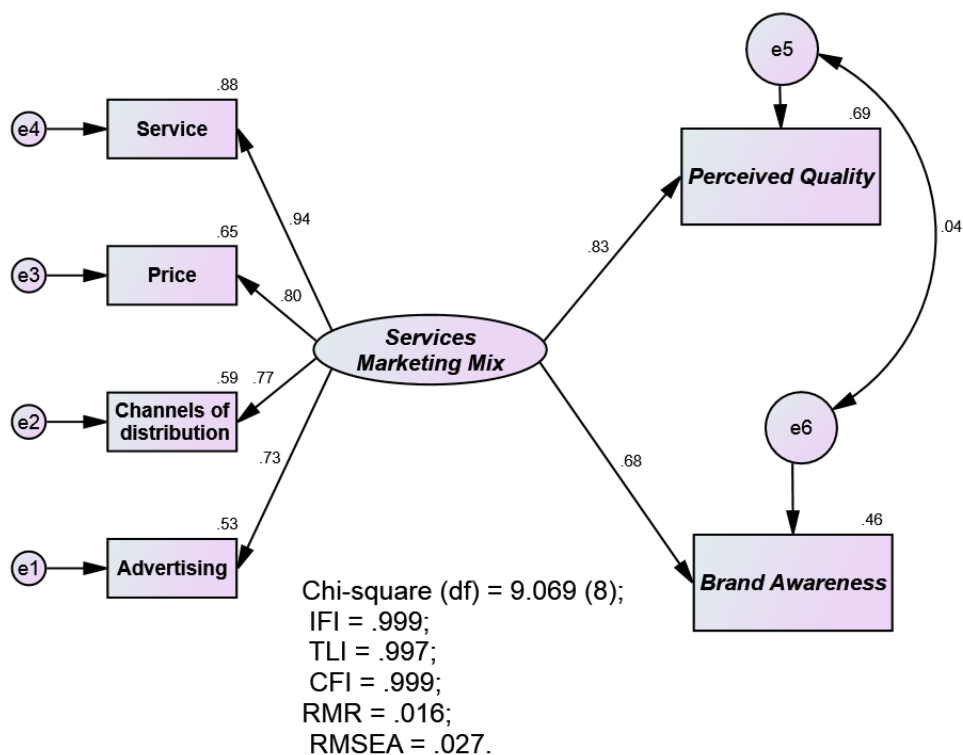 e5
.88
e4
Service
.69
Perceived Quality
.94
.04
.65
e3
Price
.83
.80
Services
Marketing Mix
.59
.77
e2
Channels of
distribution
e6
.73
.68
.53
.46
e1
Advertising
Brand Awareness
Chi-square (df) = 9.069 (8);
IFI = .999;
TLI = .997;
CFI = .999;
RMR = .016;
RMSEA = .027.